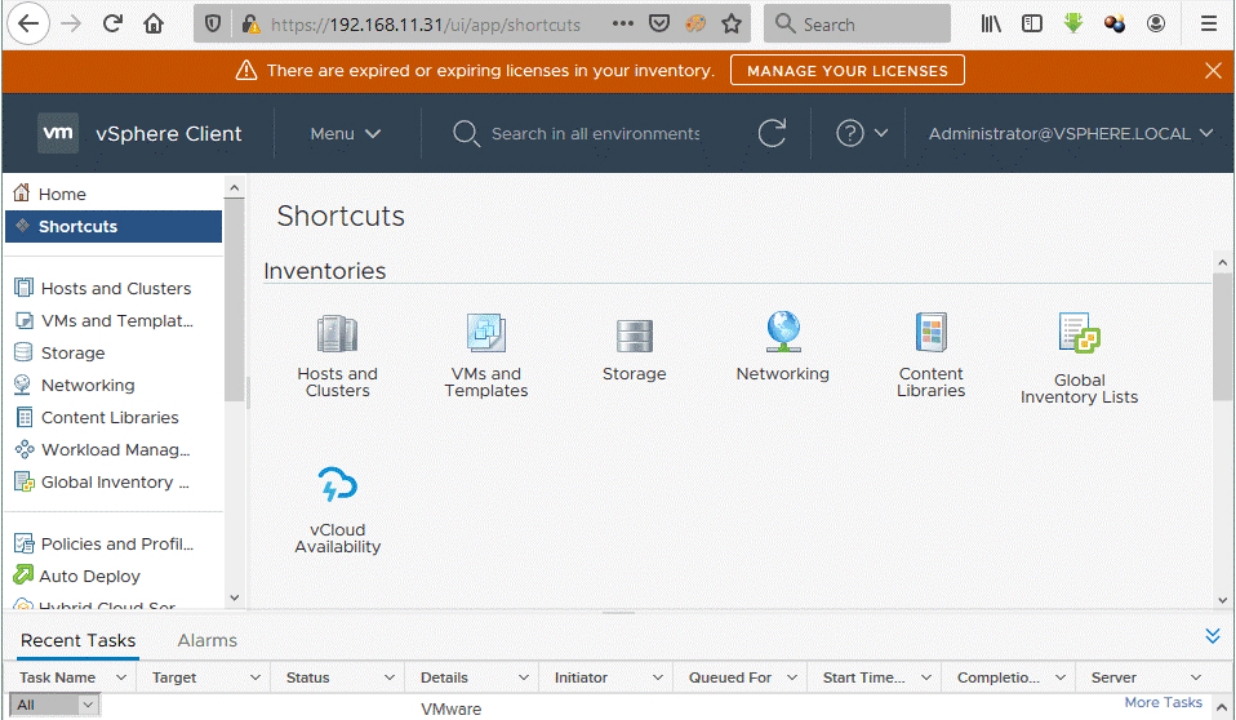 https://192.168.11.31/ui/app/shortcuts
Search
There are expired or expiring licenses in your inventory.
MANAGE YOUR LICENSES
vm
vSphere Client
Menu
Search in all environments
Administrator@VSPHERE.LOCAL
Home
Shortcuts
Hosts and Clusters
VMs and Templat...
Storage
Networking
Content Libraries
Workload Manag...
Global Inventory ...
Policies and Profil...
Auto Deploy
Hybrid Cloud Ser
Shortcuts
Inventories
Hosts and
Clusters
VMs and
Templates
Storage
Networking
Content
Libraries
Global
Inventory Lists
vCloud
Availability
Recent Tasks
Alarms
Task Name
Target
Status
Details
Initiator
Queued For
Start Time...
Completio...
Server
All
VMware
More Tasks